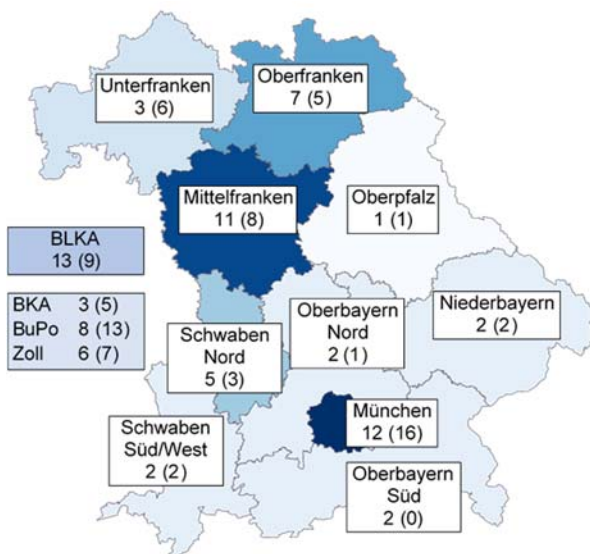 Unterfranken
3 (6)
Oberfranken
7 (5)
Mittelfranken
11 (8)
Oberpfalz
1 (1)
BLKA
13 (9)
BKA 3 (5)
BuPo 8 (13)
Zoll 6 (7)
Schwaben
Nord
5 (3)
Oberbayern
Nord
2 (1)
Niederbayern
2 (2)
Schwaben
Süd/West
2 (2)
München
12 (16)
Oberbayern
Süd
2 (0)